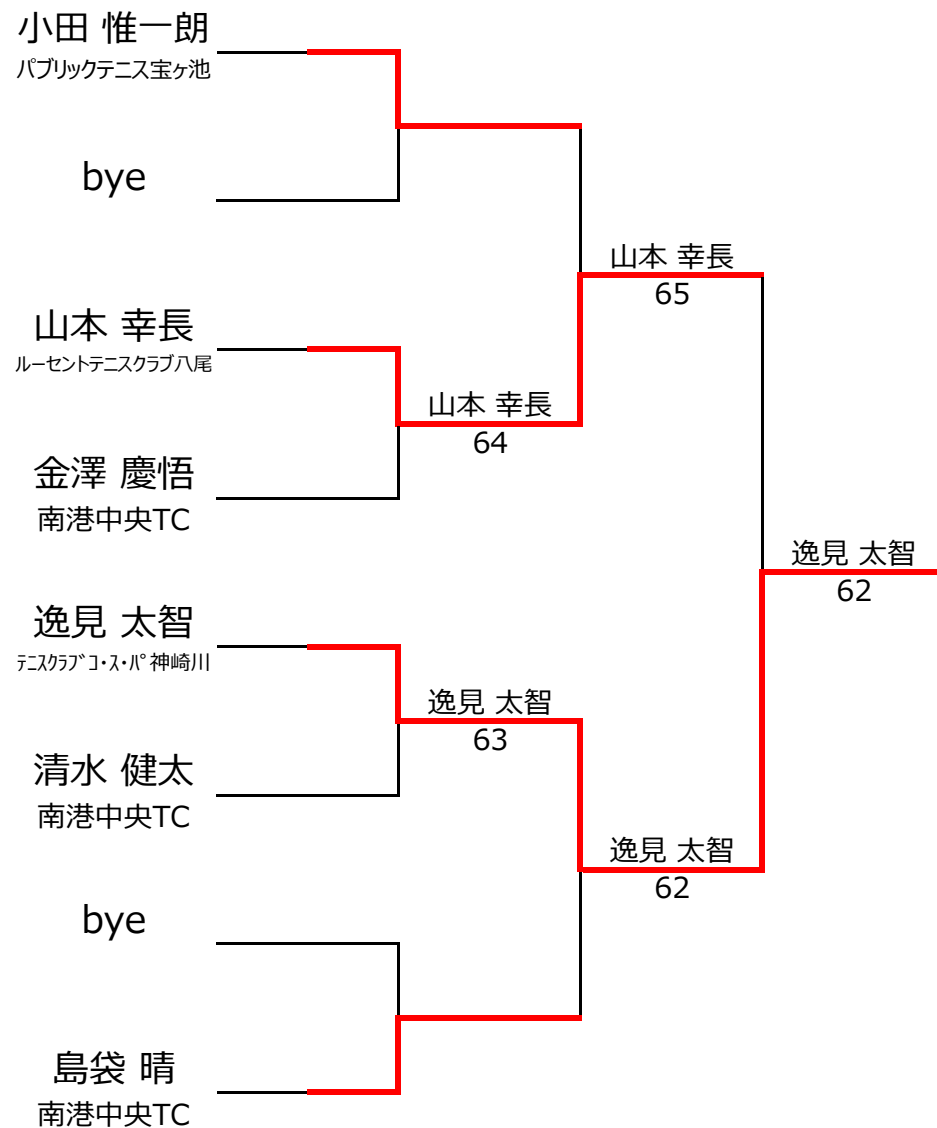 小田 惟一朗
パブリックテニス宝ヶ池
bye
山本 幸長
65
山本 幸長
ルーセントテニスクラブ八尾
山本 幸長
64
金澤 慶悟
南港中央TC
逸見 太智
62
逸見 太智
ﾃﾆｽｸﾗﾌﾞｺ・ｽ・ﾊﾟ神崎川
逸見 太智
63
清水 健太
南港中央TC
逸見 太智
62
bye
島袋 晴
南港中央TC